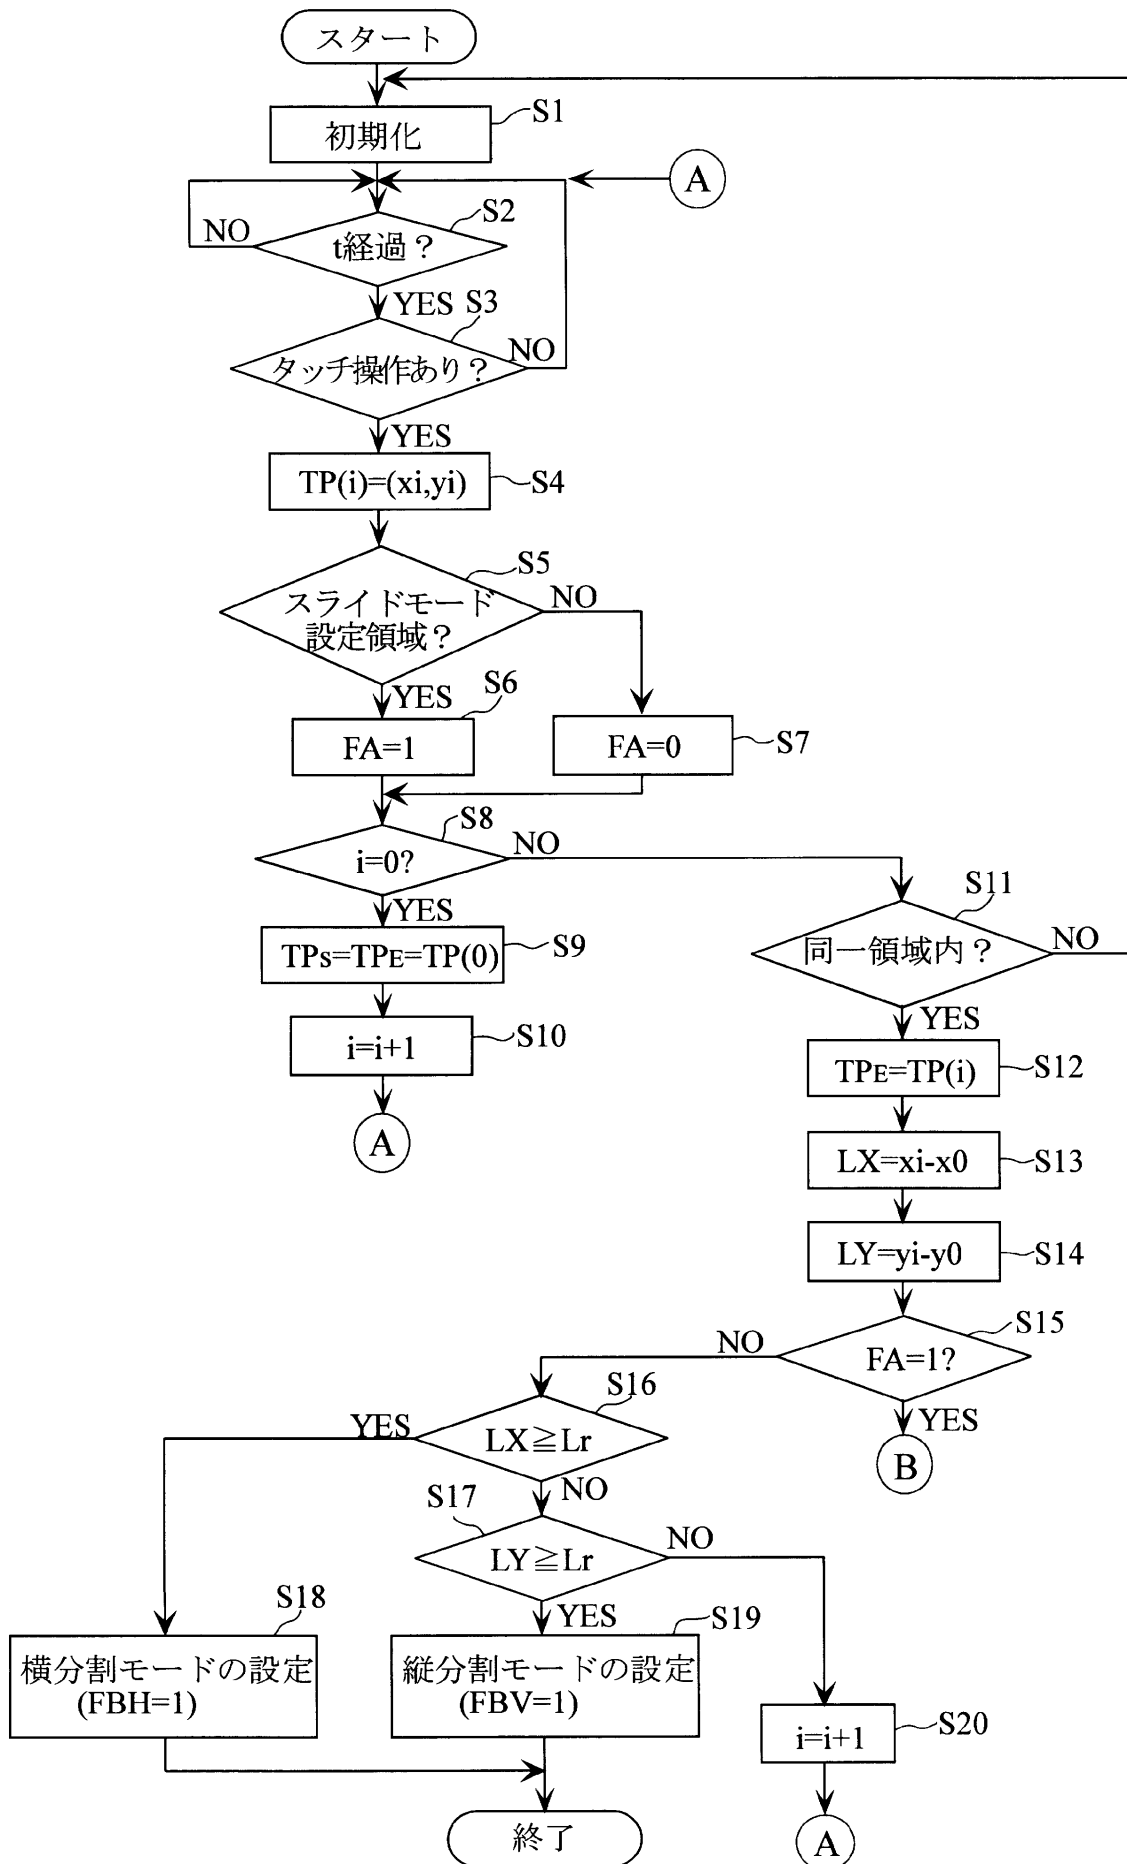 スタート
初期化
S1
A
t経過？
S2
NO
YES
タッチ操作あり？
S3
NO
YES
TP(i)=(xi,yi)
S4
スライドモード
設定領域？
S5
NO
YES
FA=1
S6
FA=0
S7
i=0?
S8
NO
YES
TPS=TPE=TP(0)
S9
i=i+1
S10
A
同一領域内？
S11
NO
YES
TPE=TP(i)
S12
LX=xi-x0
S13
LY=yi-y0
S14
FA=1?
S15
NO
YES
B
LX≧Lr
S16
YES
NO
LY≧Lr
S17
NO
YES
横分割モードの設定
(FBH=1)
S18
縦分割モードの設定
(FBV=1)
S19
i=i+1
S20
終了
A